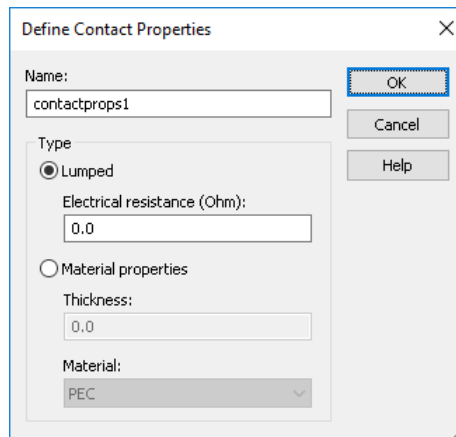 Define Contact Properties
Name:
contactprops1
OK
Cancel
Help
Type
Lumped
Electrical resistance (Ohm):
0.0
Material properties
Thickness:
0.0
Material:
PEC